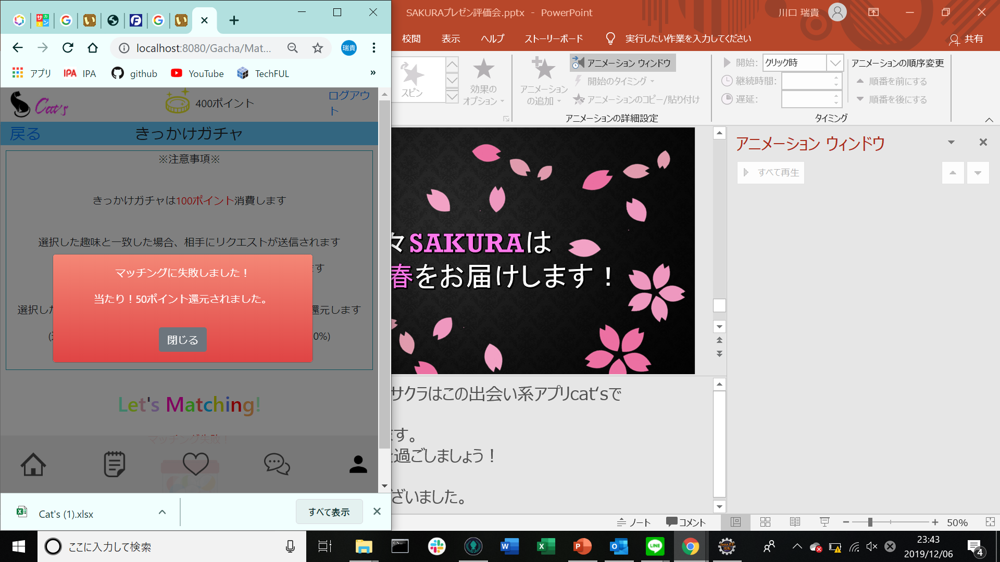 localhost:8080/Gacha/Mat...
瑞貴
アプリ
IPA IPA
github
YouTube
TechFUL
»
Cat's
400ポイント
ログアウ
ト
戻る
きっかけガチャ
※注意事項※
きっかけガチャは100ポイント消費します
選択した趣味と一致した場合、相手にリクエストが送信されます
す
マッチングに失敗しました！
当たり！50ポイント還元されました。
選択した
還元します
0%)
閉じる
Let's Matching!
マッチング失敗！
Cat's (1).xlsx
すべて表示
SAKURAプレゼン評価会.pptx - PowerPoint
川口 瑞貴
校閲
表示
ヘルプ
ストーリーボード
実行したい作業を入力してください
共有
スピン
効果の
オプション
アニメーション
の追加
アニメーション ウィンドウ
開始のタイミング
アニメーションのコピー/貼り付け
アニメーションの詳細設定
開始:
クリック時
継続時間:
遅延:
アニメーションの順序変更
順番を前にする
順番を後にする
タイミング
々SAKURAは
春をお届けします！
アニメーション ウィンドウ
すべて再生
サクラはこの出会い系アプリcat‘sで
ます。
を過ごしましょう！
ざいました。
ノート
コメント
50%
ここに入力して検索
23:43
2019/12/06
4